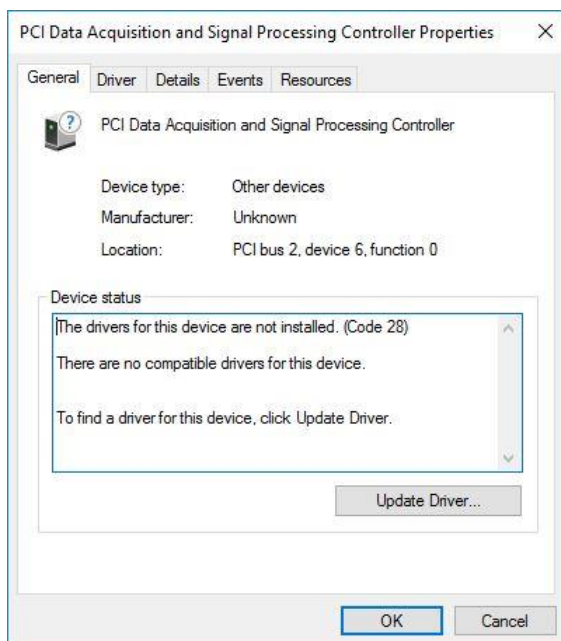 PCI Data Acquisition and Signal Processing Controller Properties
General Driver Details Events Resources
PCI Data Acquisition and Signal Processing Controller
Device type: Other devices
Manufacturer: Unknown
Location: PCI bus 2, device 6, function 0
Device status
The drivers for this device are not installed. (Code 28)
There are no compatible drivers for this device.
To find a driver for this device, click Update Driver.
Update Driver...
OK Cancel